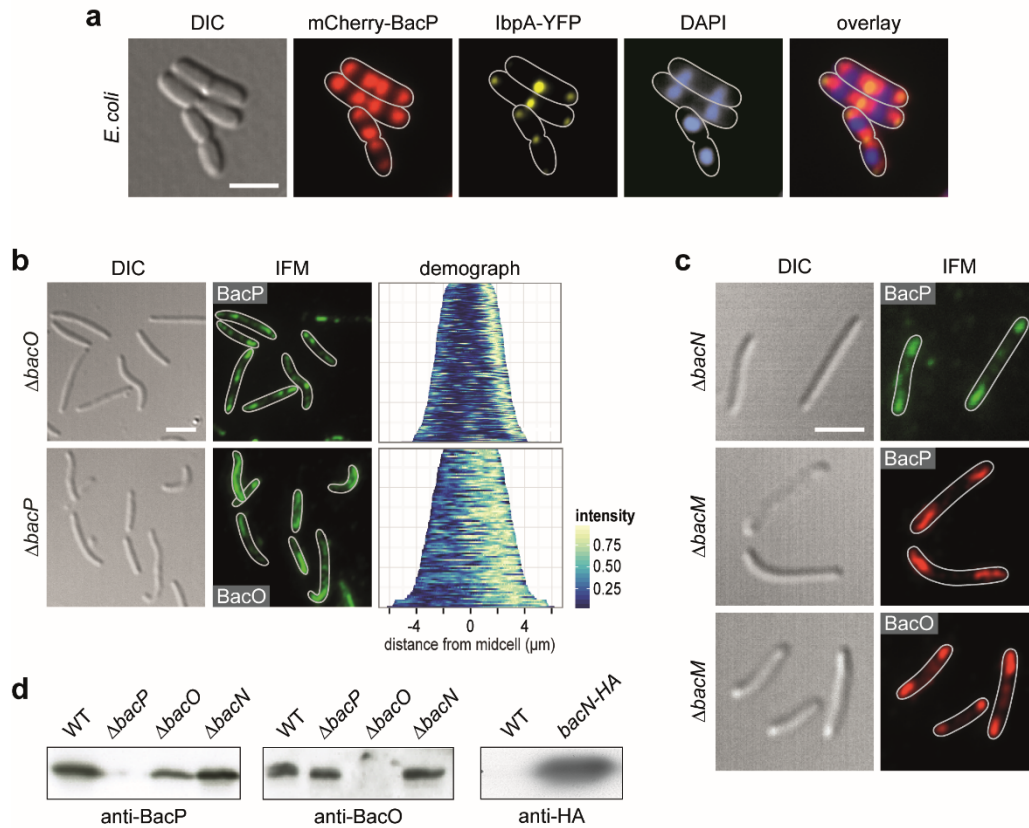 a
DIC mCherry-BacP IbpA-YFP DAPI overlay
E. coli
b
DIC IFM demograph
ΔbacO
BacP
ΔbacP
BacO
intensity
0.75
0.50
0.25
-4 0 4
distance from midcell (µm)
c
DIC IFM
ΔbacN
BacP
ΔbacM
BacP
ΔbacM
BacO
d
WT ΔbacP ΔbacO ΔbacN
anti-BacP
WT ΔbacP ΔbacO ΔbacN
anti-BacO
WT bacN-HA
anti-HA